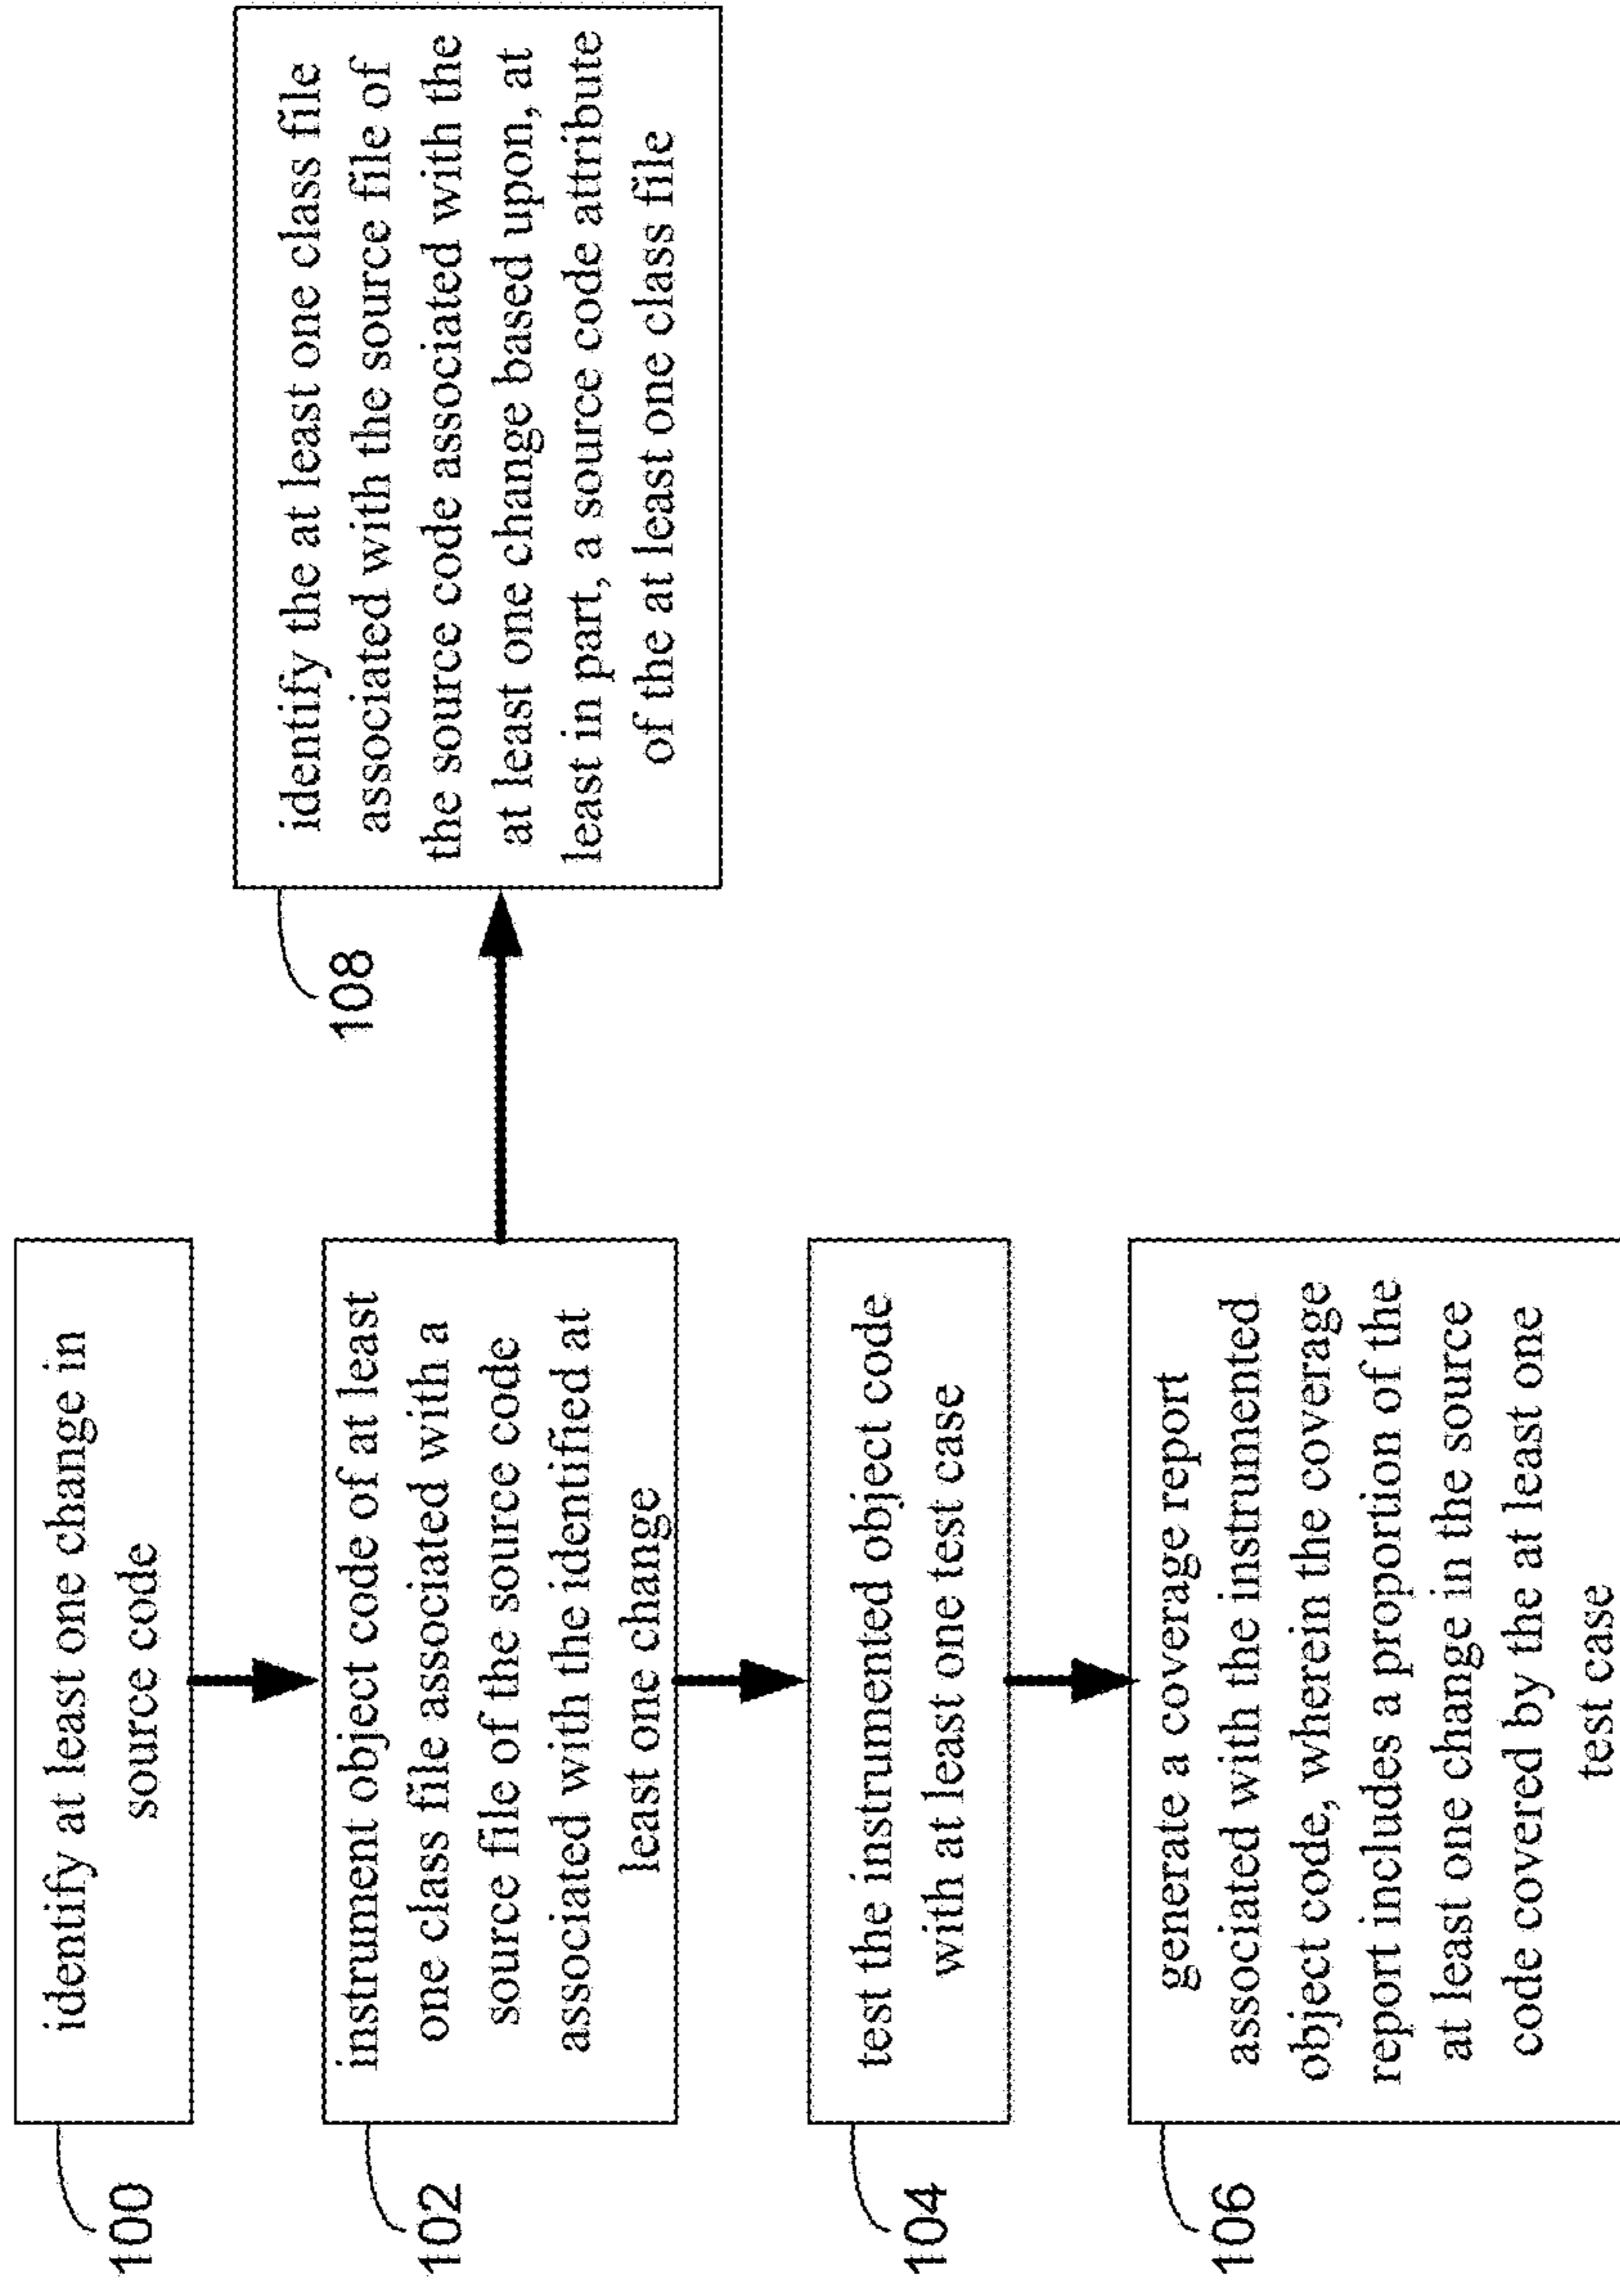 100
identify at least one change in
source code
102
instrument object code of at least
one class file associated with a
source file of the source code
associated with the identified at
least one change
108
identify the at least one class file
associated with the source file of
the source code associated with the
at least one change based upon, at
least in part, a source code attribute
of the at least one class file
104
test the instrumented object code
with at least one test case
106
generate a coverage report
associated with the instrumented
object code, wherein the coverage
report includes a proportion of the
at least one change in the source
code covered by the at least one
test case